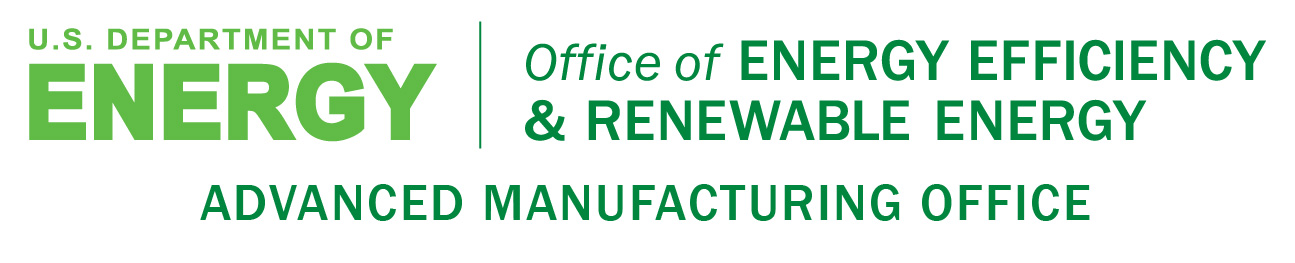 U.S. DEPARTMENT OF
ENERGY
Office of ENERGY EFFICIENCY
& RENEWABLE ENERGY
ADVANCED MANUFACTURING OFFICE